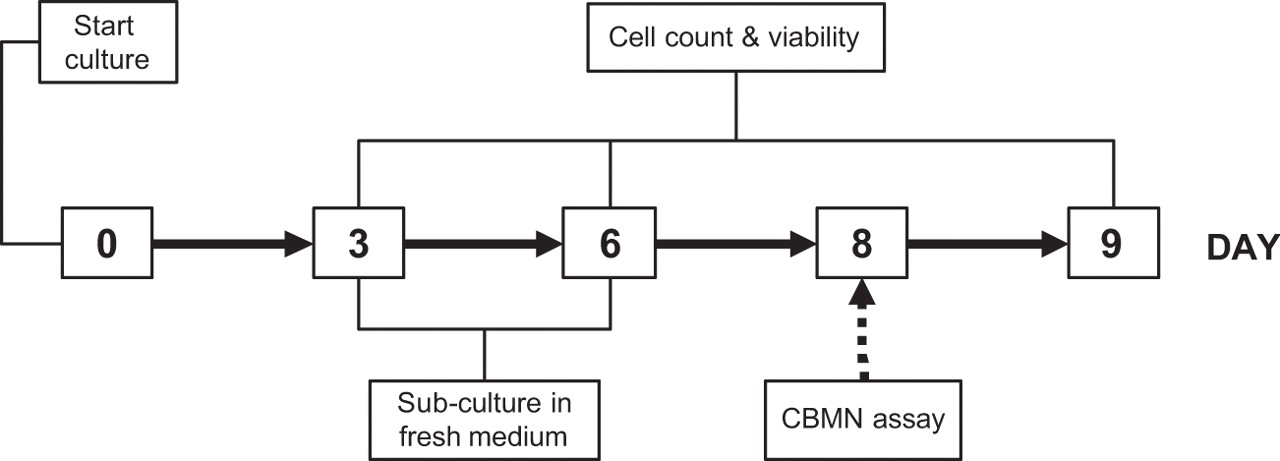 Start
culture
Cell count & viability
0
3
6
8
9
DAY
Sub-culture in
fresh medium
CBMN assay